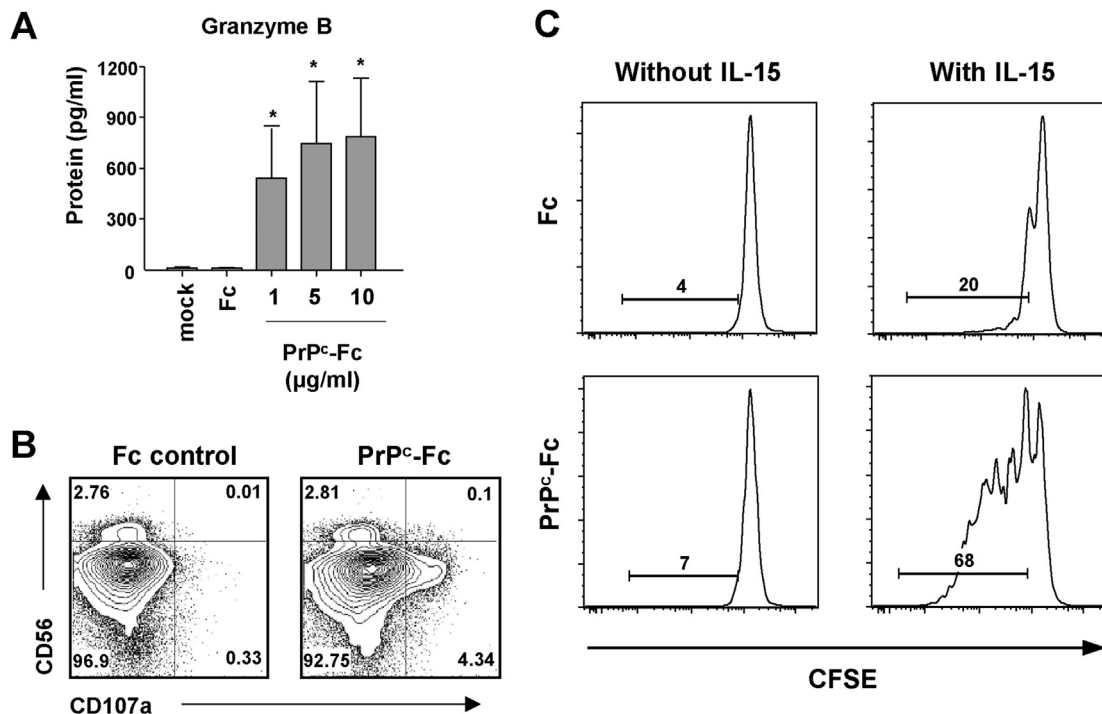 A
Granzyme B
Protein (pg/ml)
1200
900
600
300
0
mock
Fc
1 5 10
PrPᶜ-Fc
(µg/ml)
B
Fc control
PrPᶜ-Fc
2.76 0.01
96.9 0.33
2.81 0.1
92.75 4.34
CD56
CD107a
C
Without IL-15
With IL-15
Fc
4
20
PrPᶜ-Fc
7
68
CFSE
* * *